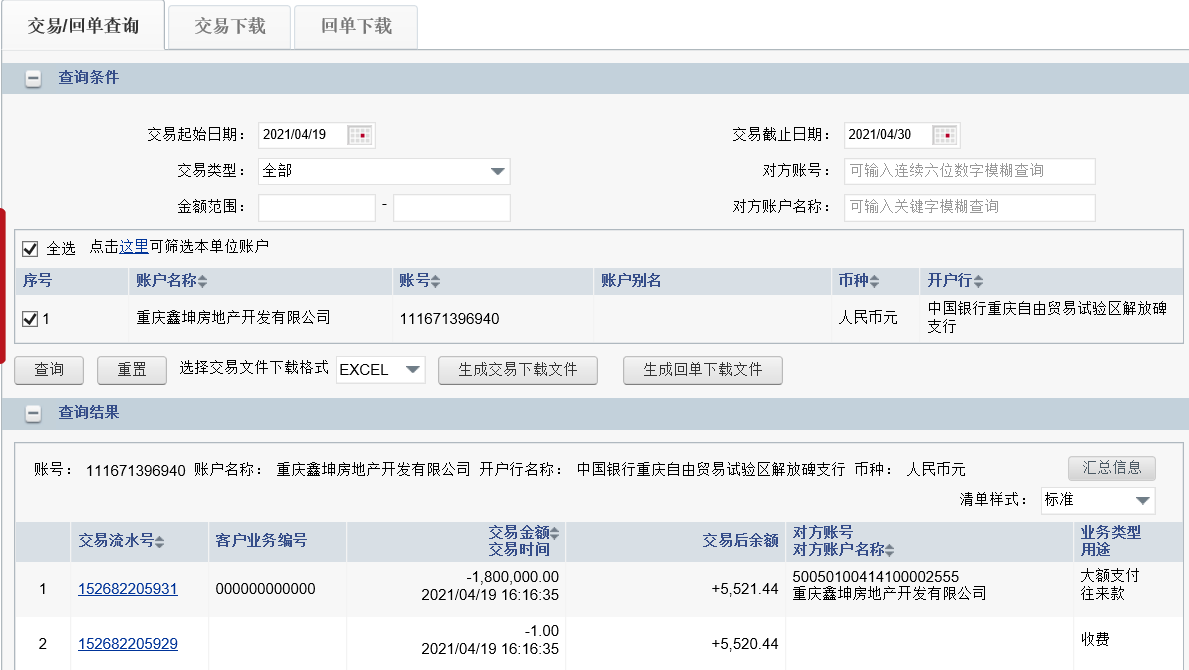 交易/回单查询 交易下载 回单下载
查询条件
交易起始日期： 2021/04/19 交易截止日期： 2021/04/30
交易类型： 全部 对方账号： 可输入连续六位数字模糊查询
金额范围： - 对方账户名称： 可输入关键字模糊查询
全选 点击这里可筛选本单位账户
序号 账户名称 账号 账户别名 币种 开户行
1 重庆鑫坤房地产开发有限公司 111671396940 人民币元 中国银行重庆自由贸易试验区解放碑
支行
查询 重置 选择交易文件下载格式 EXCEL 生成交易下载文件 生成回单下载文件
查询结果
账号： 111671396940 账户名称： 重庆鑫坤房地产开发有限公司 开户行名称： 中国银行重庆自由贸易试验区解放碑支行 币种： 人民币元 汇总信息
清单样式： 标准
交易流水号 客户业务编号 交易金额 交易后余额 对方账号 业务类型
交易时间 对方账户名称 用途
1 152682205931 000000000000 -1,800,000.00 +5,521.44 50050100414100002555 大额支付
2021/04/19 16:16:35 重庆鑫坤房地产开发有限公司 往来款
2 152682205929 -1.00 +5,520.44 收费
2021/04/19 16:16:35